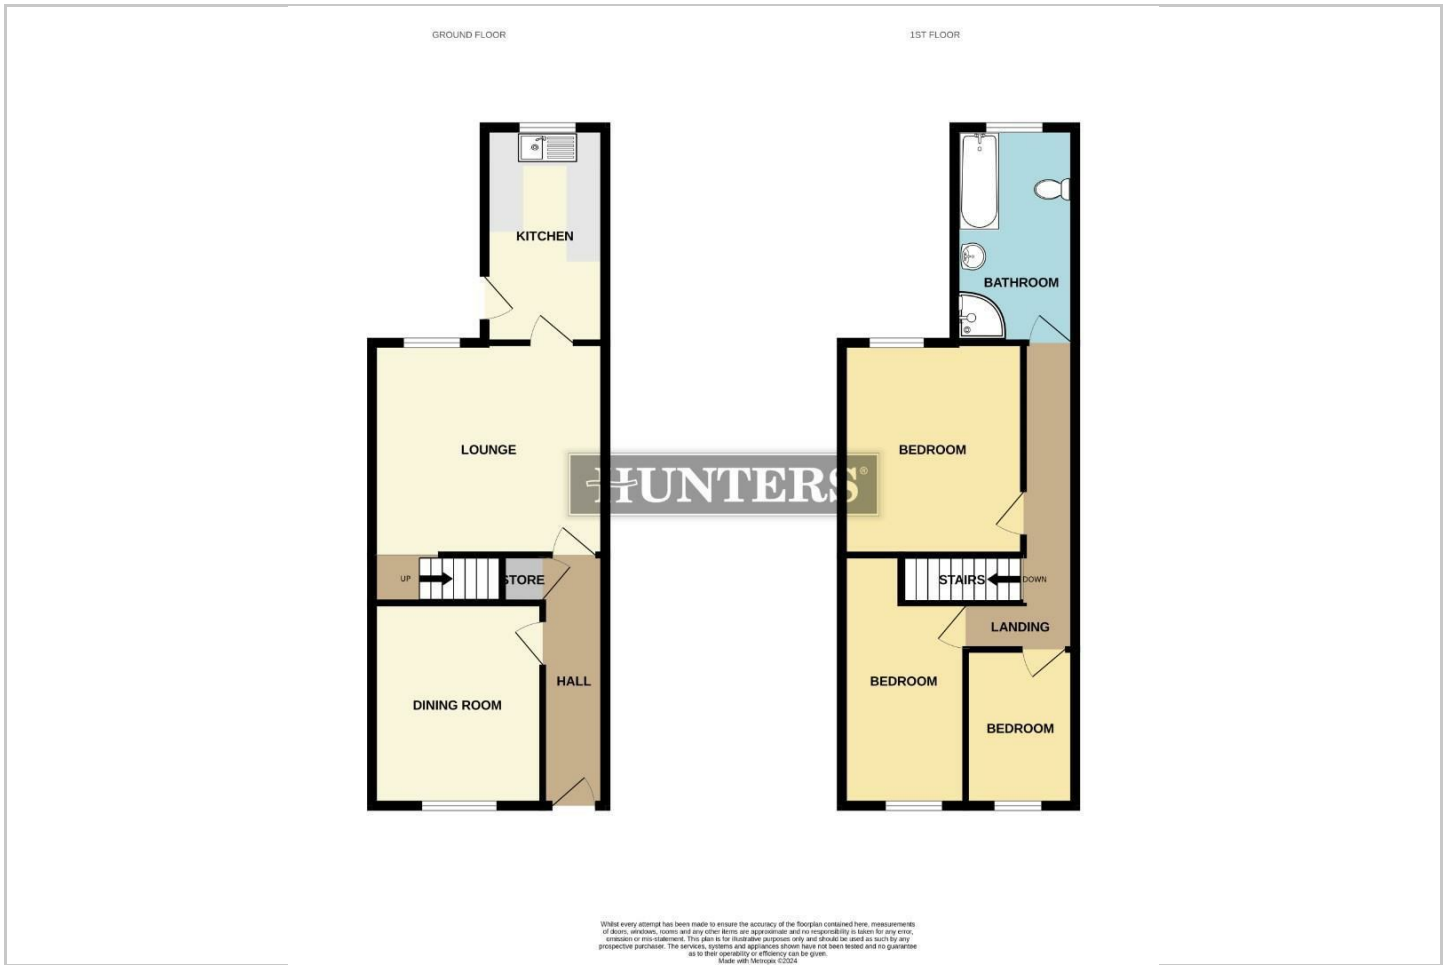 GROUND FLOOR
1ST FLOOR
KITCHEN
BATHROOM
LOUNGE
BEDROOM
HUNTERS®
UP
STORE
STAIRS
DOWN
LANDING
HALL
BEDROOM
DINING ROOM
BEDROOM
Whilst every attempt has been made to ensure the accuracy of the floorplan contained here, measurements
of doors, windows, rooms and any other items are approximate and no responsibility is taken for any error,
omission or mis-statement. This plan is for illustrative purposes only and should be used as such by any
prospective purchaser. The services, systems and appliances shown have not been tested and no guarantee
as to their operability or efficiency can be given.
Made with Metropix ©2024